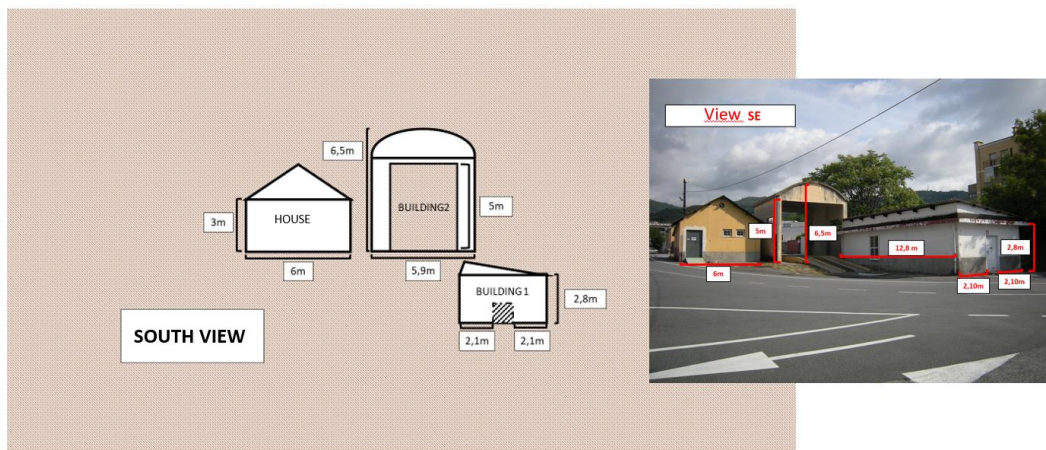 6,5m
3m
HOUSE
BUILDING2
5m
6m
5,9m
BUILDING 1
2,8m
2,1m
2,1m
SOUTH VIEW
View SE
5m
6,5m
12,8 m
2,8m
6m
2,10m
2,10m